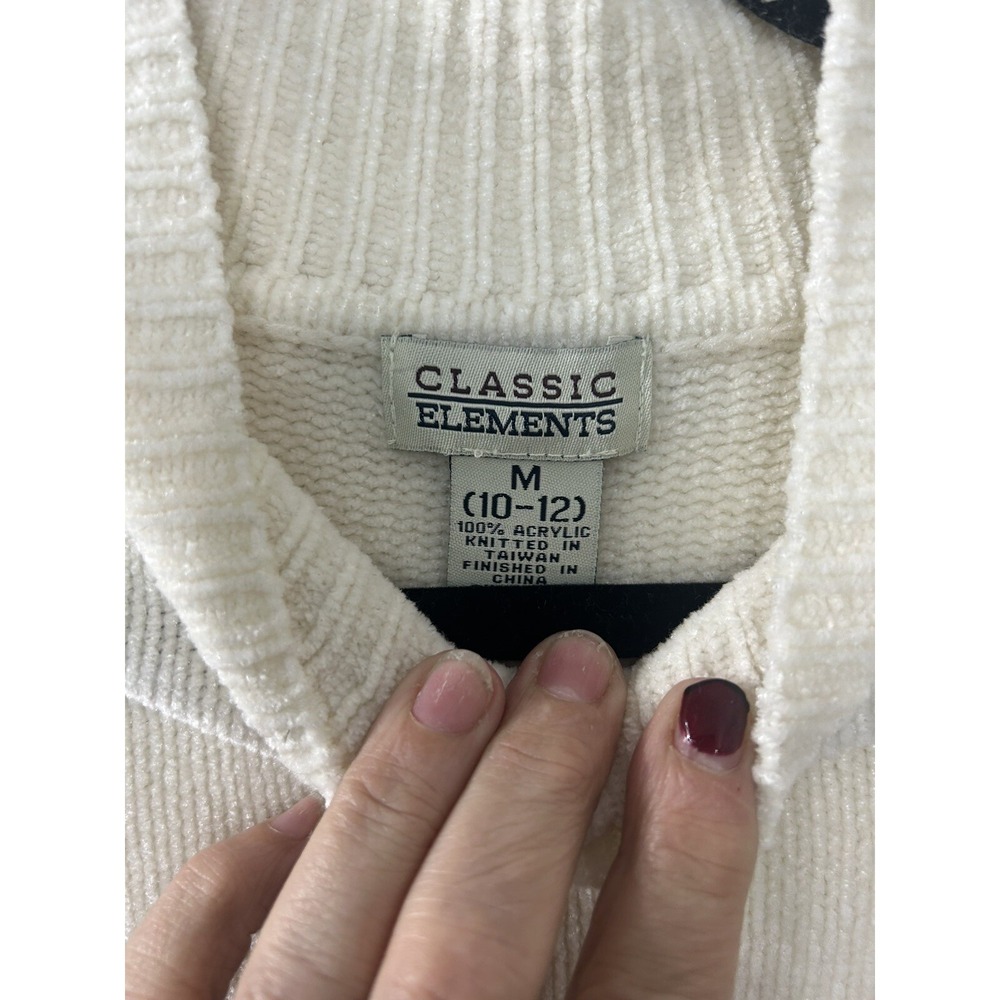 CLASSIC
ELEMENTS
M
(10-12)
100% ACRYLIC
KNITTED IN
TAIWAN
FINISHED IN
CHINA